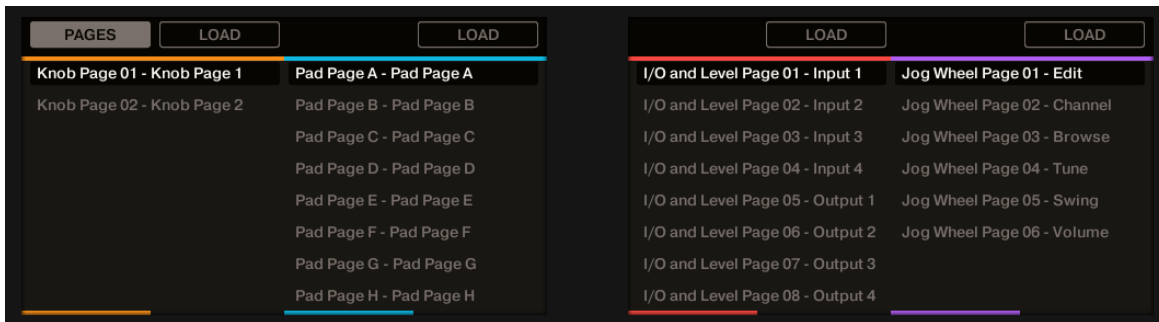 PAGES LOAD LOAD LOAD LOAD
Knob Page 01 - Knob Page 1
Knob Page 02 - Knob Page 2
Pad Page A - Pad Page A
Pad Page B - Pad Page B
Pad Page C - Pad Page C
Pad Page D - Pad Page D
Pad Page E - Pad Page E
Pad Page F - Pad Page F
Pad Page G - Pad Page G
Pad Page H - Pad Page H
I/O and Level Page 01 - Input 1
I/O and Level Page 02 - Input 2
I/O and Level Page 03 - Input 3
I/O and Level Page 04 - Input 4
I/O and Level Page 05 - Output 1
I/O and Level Page 06 - Output 2
I/O and Level Page 07 - Output 3
I/O and Level Page 08 - Output 4
Jog Wheel Page 01 - Edit
Jog Wheel Page 02 - Channel
Jog Wheel Page 03 - Browse
Jog Wheel Page 04 - Tune
Jog Wheel Page 05 - Swing
Jog Wheel Page 06 - Volume